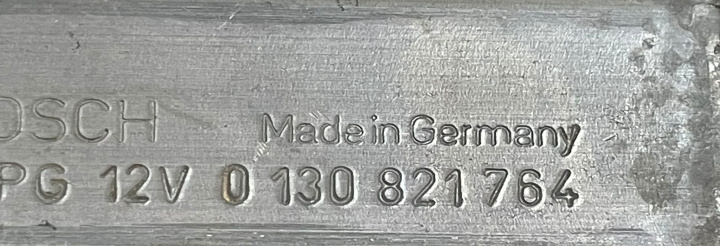 OSCH Made in Germany
PG 12V 0 130 821 764